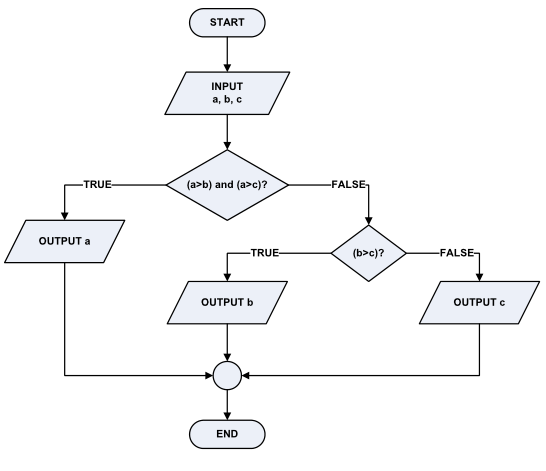 START
INPUT
a, b, c
(a>b) and (a>c)?
TRUE
FALSE
OUTPUT a
(b>c)?
TRUE
FALSE
OUTPUT b
OUTPUT c
END